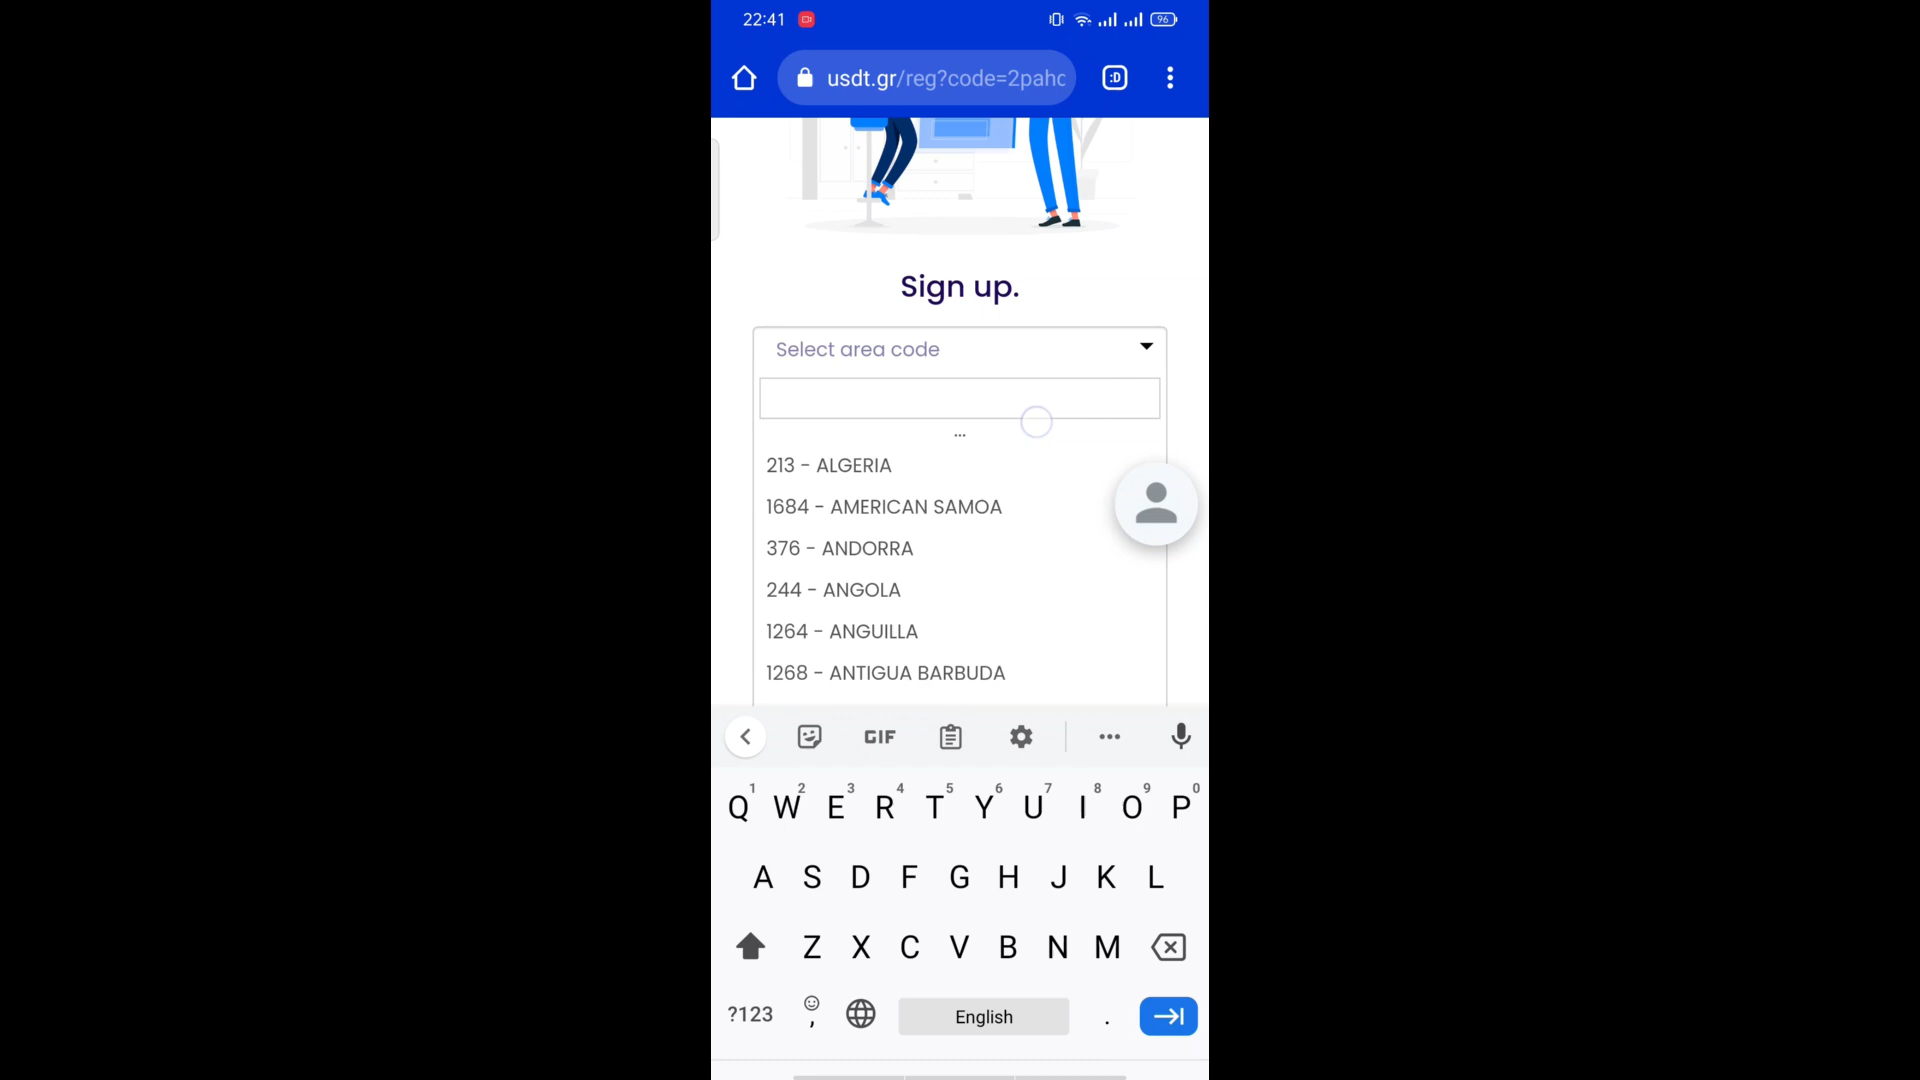 22:41 96
usdt.gr/reg?code=2pahc :D
Sign up.
Select area code
...
213 - ALGERIA
1684 - AMERICAN SAMOA
376 - ANDORRA
244 - ANGOLA
1264 - ANGUILLA
1268 - ANTIGUA BARBUDA
GIF
1 2 3 4 5 6 7 8 9 0
Q W E R T Y U I O P
A S D F G H J K L
Z X C V B N M
?123 , English .